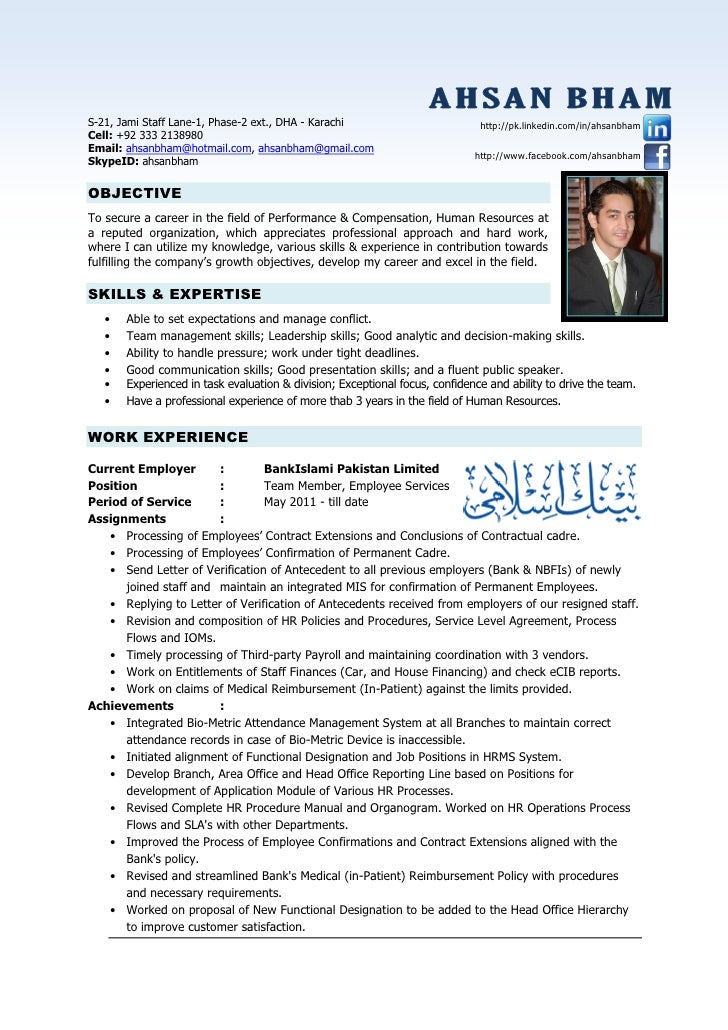 AHSAN BHAM
S-21, Jami Staff Lane-1, Phase-2 ext., DHA - Karachi
Cell: +92 333 2138980
Email: ahsanbham@hotmail.com, ahsanbham@gmail.com
SkypeID: ahsanbham
http://pk.linkedin.com/in/ahsanbham
in
http://www.facebook.com/ahsanbham
f
OBJECTIVE
To secure a career in the field of Performance & Compensation, Human Resources at
a reputed organization, which appreciates professional approach and hard work,
where I can utilize my knowledge, various skills & experience in contribution towards
fulfilling the company's growth objectives, develop my career and excel in the field.
SKILLS & EXPERTISE
• Able to set expectations and manage conflict.
• Team management skills; Leadership skills; Good analytic and decision-making skills.
• Ability to handle pressure; work under tight deadlines.
• Good communication skills; Good presentation skills; and a fluent public speaker.
• Experienced in task evaluation & division; Exceptional focus, confidence and ability to drive the team.
• Have a professional experience of more thab 3 years in the field of Human Resources.
WORK EXPERIENCE
Current Employer : BankIslami Pakistan Limited
Position : Team Member, Employee Services
Period of Service : May 2011 - till date
بينك اسلامی
Assignments :
• Processing of Employees' Contract Extensions and Conclusions of Contractual cadre.
• Processing of Employees' Confirmation of Permanent Cadre.
• Send Letter of Verification of Antecedent to all previous employers (Bank & NBFIs) of newly
joined staff and maintain an integrated MIS for confirmation of Permanent Employees.
• Replying to Letter of Verification of Antecedents received from employers of our resigned staff.
• Revision and composition of HR Policies and Procedures, Service Level Agreement, Process
Flows and IOMs.
• Timely processing of Third-party Payroll and maintaining coordination with 3 vendors.
• Work on Entitlements of Staff Finances (Car, and House Financing) and check eCIB reports.
• Work on claims of Medical Reimbursement (In-Patient) against the limits provided.
Achievements :
• Integrated Bio-Metric Attendance Management System at all Branches to maintain correct
attendance records in case of Bio-Metric Device is inaccessible.
• Initiated alignment of Functional Designation and Job Positions in HRMS System.
• Develop Branch, Area Office and Head Office Reporting Line based on Positions for
development of Application Module of Various HR Processes.
• Revised Complete HR Procedure Manual and Organogram. Worked on HR Operations Process
Flows and SLA's with other Departments.
• Improved the Process of Employee Confirmations and Contract Extensions aligned with the
Bank's policy.
• Revised and streamlined Bank's Medical (in-Patient) Reimbursement Policy with procedures
and necessary requirements.
• Worked on proposal of New Functional Designation to be added to the Head Office Hierarchy
to improve customer satisfaction.